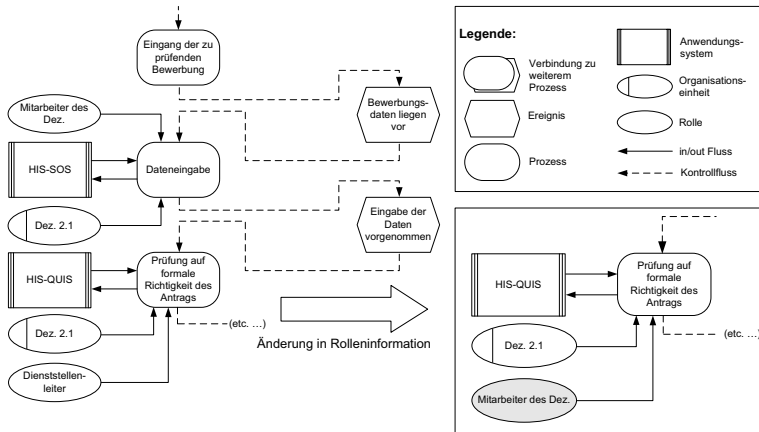 Eingang der zu
prüfenden
Bewerbung
Mitarbeiter des
Dez.
Bewerbungs-
daten liegen
vor
HIS-SOS
Dateneingabe
Dez. 2.1
Eingabe der
Daten
vorgenommen
HIS-QUIS
Prüfung auf
formale
Richtigkeit des
Antrags
Dez. 2.1
(etc. ...)
Dienststellen-
leiter
Änderung in Rolleninformation
Legende:
Verbindung zu
weiterem
Prozess
Ereignis
Prozess
Anwendungs-
system
Organisations-
einheit
Rolle
in/out Fluss
Kontrollfluss
HIS-QUIS
Prüfung auf
formale
Richtigkeit des
Antrags
Dez. 2.1
(etc. ...)
Mitarbeiter des Dez.